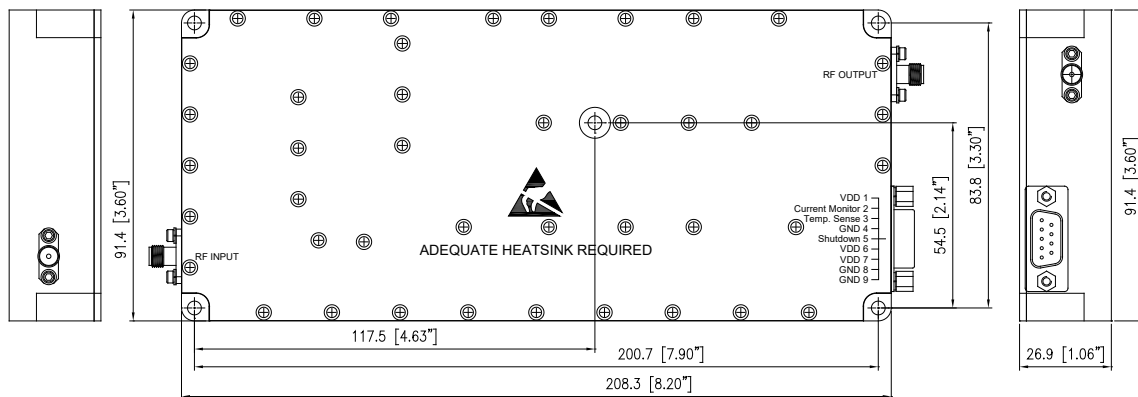 91.4 [3.60”]
RF INPUT
ADEQUATE HEATSINK REQUIRED
RF OUTPUT
VDD 1
Current Monitor 2
Temp. Sense 3
GND 4
Shutdown 5
VDD 6
VDD 7
GND 8
GND 9
54.5 [2.14”]
83.8 [3.30”]
91.4 [3.60”]
117.5 [4.63”]
200.7 [7.90”]
208.3 [8.20”]
26.9 [1.06”]